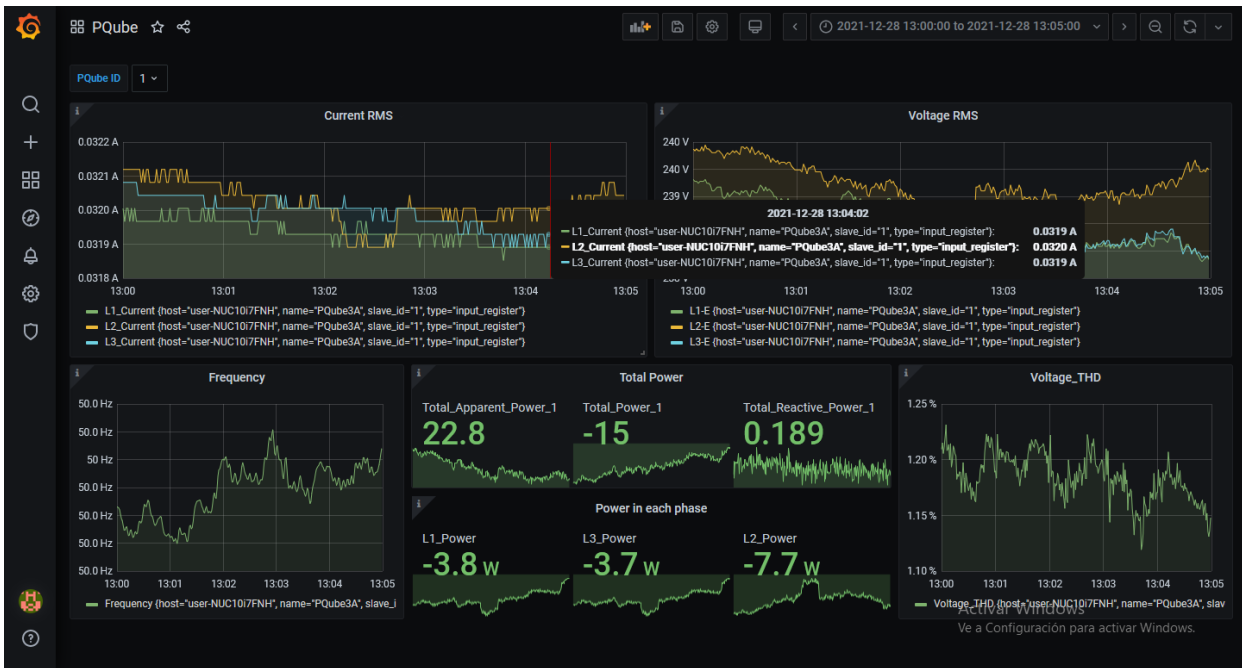 PQube
2021-12-28 13:00:00 to 2021-12-28 13:05:00
PQube ID 1
Current RMS
0.0322 A
0.0321 A
0.0320 A
0.0319 A
0.0318 A
13:00 13:01 13:02 13:03 13:04 13:05
L1_Current {host="user-NUC10i7FNH", name="PQube3A", slave_id="1", type="input_register"}
L2_Current {host="user-NUC10i7FNH", name="PQube3A", slave_id="1", type="input_register"}
L3_Current {host="user-NUC10i7FNH", name="PQube3A", slave_id="1", type="input_register"}
Voltage RMS
240 V
240 V
239 V
2021-12-28 13:04:02
L1_Current {host="user-NUC10i7FNH", name="PQube3A", slave_id="1", type="input_register"}: 0.0319 A
L2_Current {host="user-NUC10i7FNH", name="PQube3A", slave_id="1", type="input_register"}: 0.0320 A
L3_Current {host="user-NUC10i7FNH", name="PQube3A", slave_id="1", type="input_register"}: 0.0319 A
13:00 13:01 13:02 13:03 13:04 13:05
L1-E {host="user-NUC10i7FNH", name="PQube3A", slave_id="1", type="input_register"}
L2-E {host="user-NUC10i7FNH", name="PQube3A", slave_id="1", type="input_register"}
L3-E {host="user-NUC10i7FNH", name="PQube3A", slave_id="1", type="input_register"}
Frequency
50.0 Hz
50.0 Hz
50 Hz
50.0 Hz
50.0 Hz
50.0 Hz
50.0 Hz
13:00 13:01 13:02 13:03 13:04 13:05
Frequency {host="user-NUC10i7FNH", name="PQube3A", slave_i
Total Power
Total_Apparent_Power_1 Total_Power_1 Total_Reactive_Power_1
22.8 -15 0.189
Power in each phase
L1_Power L3_Power L2_Power
-3.8 W -3.7 W -7.7 W
Voltage_THD
1.25 %
1.20 %
1.15 %
1.10 %
13:00 13:01 13:02 13:03 13:04 13:05
Voltage_THD {host="user-NUC10i7FNH", name="PQube3A", slav
Activar Windows
Ve a Configuración para activar Windows.